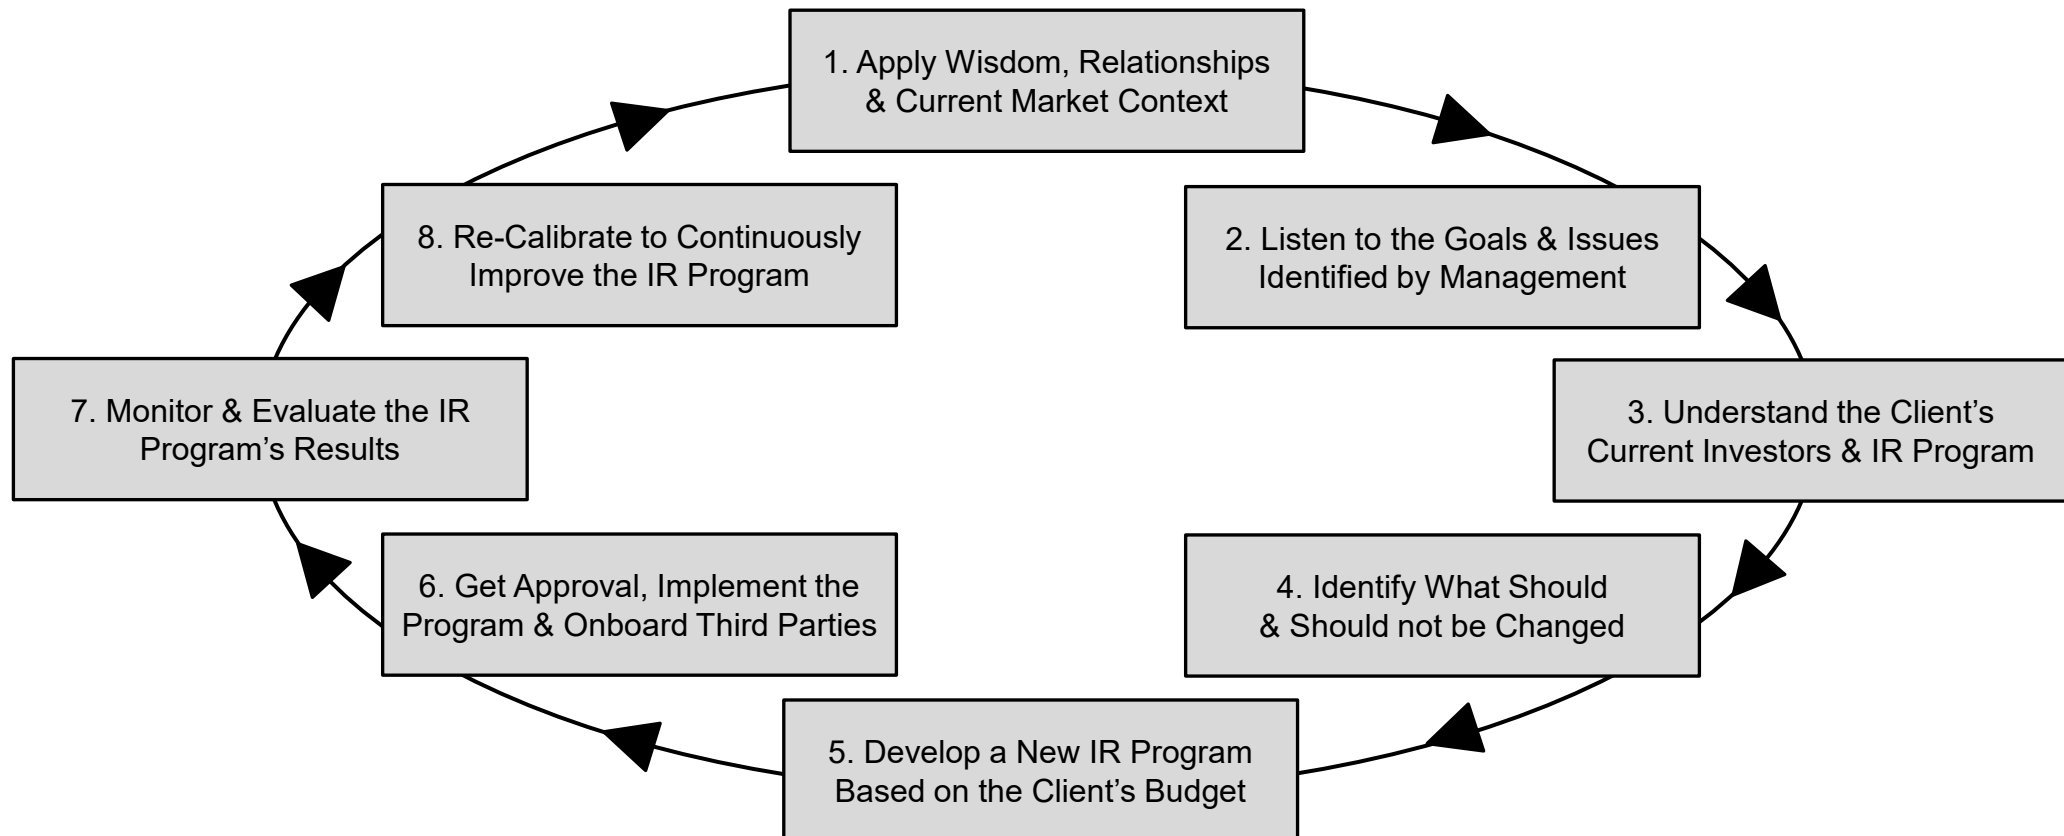 1. Apply Wisdom, Relationships
& Current Market Context
2. Listen to the Goals & Issues
Identified by Management
3. Understand the Client’s
Current Investors & IR Program
4. Identify What Should
& Should not be Changed
5. Develop a New IR Program
Based on the Client’s Budget
6. Get Approval, Implement the
Program & Onboard Third Parties
7. Monitor & Evaluate the IR
Program’s Results
8. Re-Calibrate to Continuously
Improve the IR Program